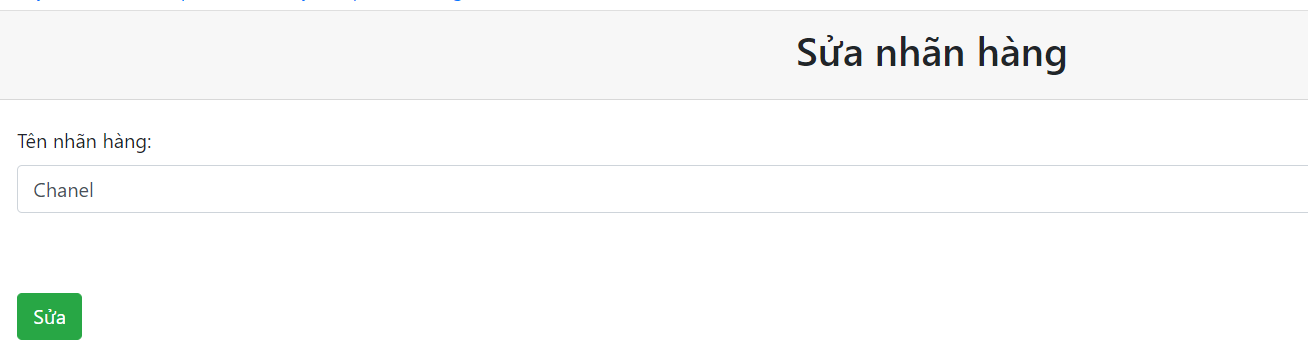 Sửa nhãn hàng
Tên nhãn hàng:
Chanel
Sửa